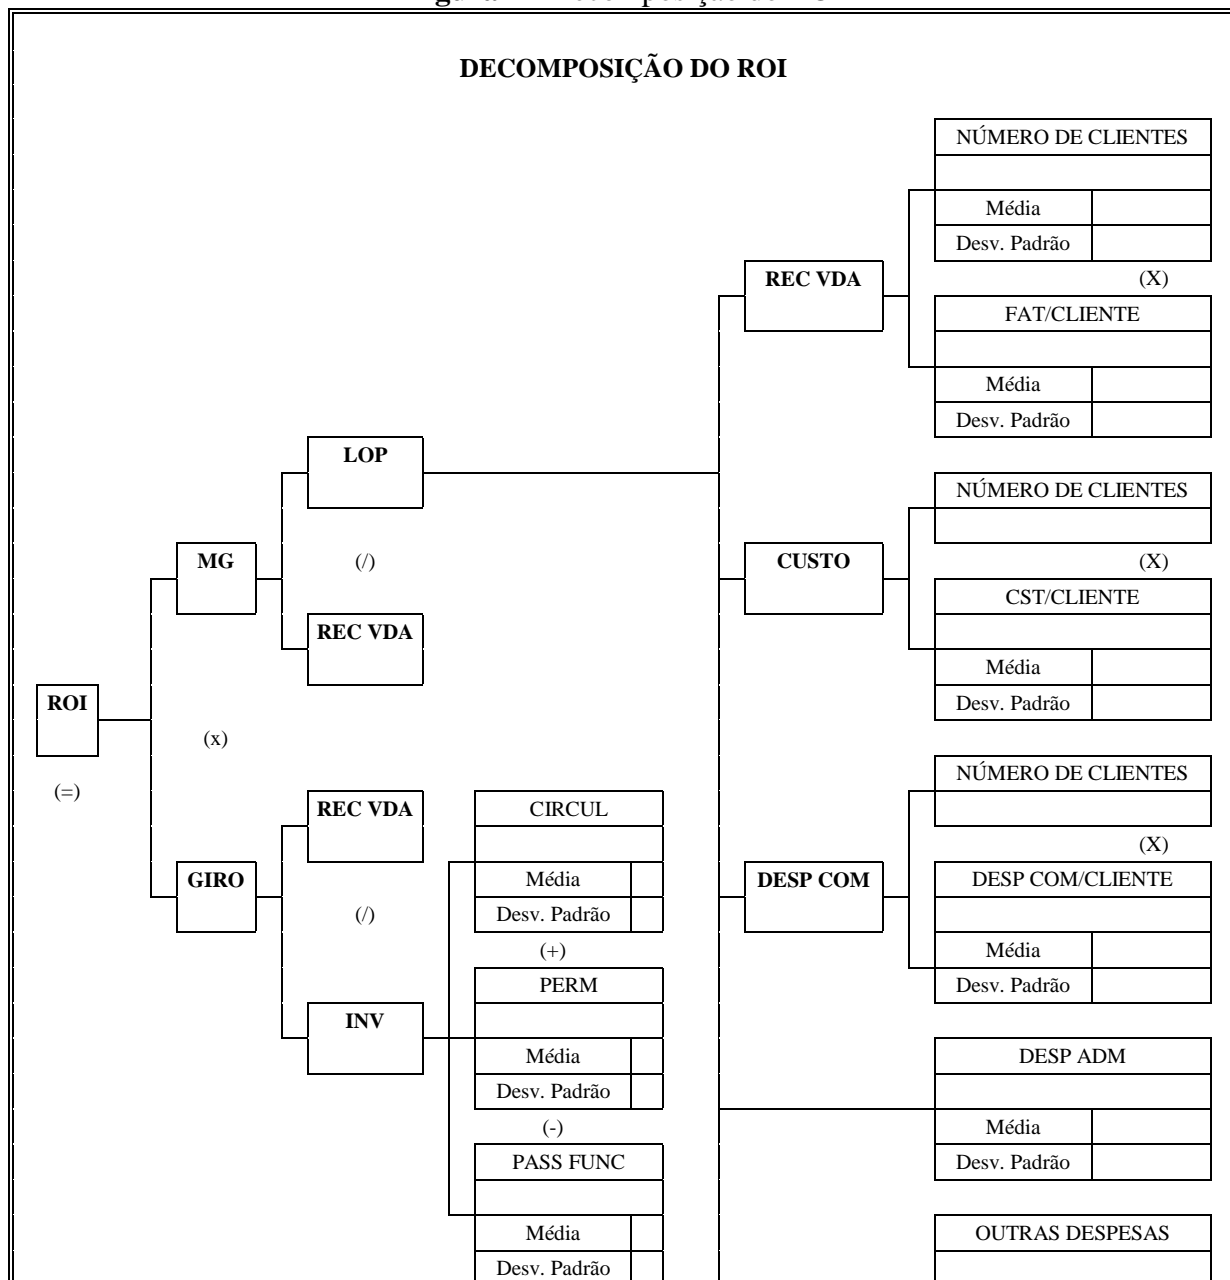 DECOMPOSIÇÃO DO ROI
NÚMERO DE CLIENTES
Média
Desv. Padrão
REC VDA
(X)
FAT/CLIENTE
Média
Desv. Padrão
LOP
NÚMERO DE CLIENTES
MG
(/)
CUSTO
(X)
CST/CLIENTE
REC VDA
Média
ROI
Desv. Padrão
(x)
NÚMERO DE CLIENTES
(=)
REC VDA
CIRCUL
(X)
GIRO
Média
DESP COM
DESP COM/CLIENTE
(/)
Desv. Padrão
(+)
Média
PERM
Desv. Padrão
INV
Média
DESP ADM
Desv. Padrão
(-)
Média
PASS FUNC
Desv. Padrão
Média
OUTRAS DESPESAS
Desv. Padrão